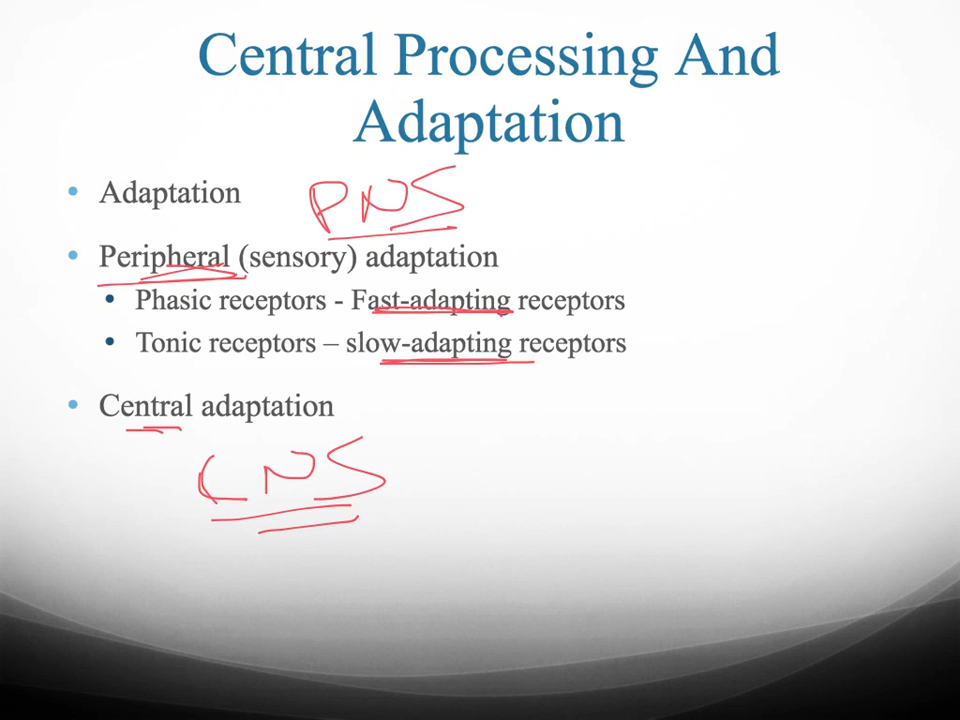 Central Processing And
Adaptation
• Adaptation
PNS
• Peripheral (sensory) adaptation
• Phasic receptors - Fast-adapting receptors
• Tonic receptors – slow-adapting receptors
• Central adaptation
CNS